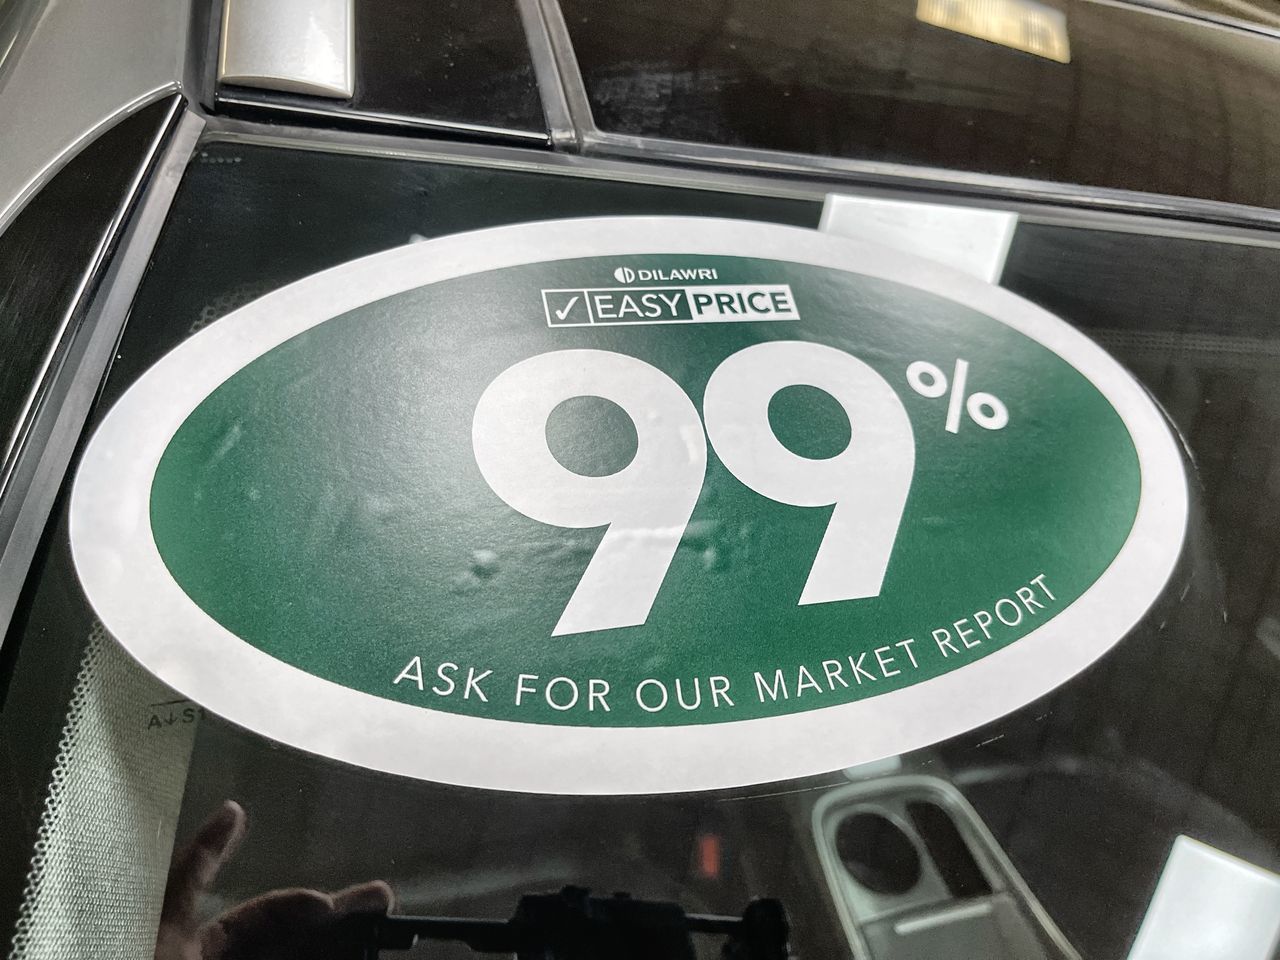 DILAWRI
✓ EASY PRICE
99%
ASK FOR OUR MARKET REPORT